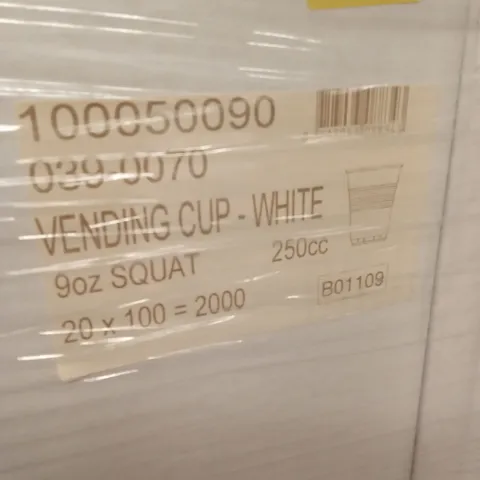 100050090
039-0070
VENDING CUP - WHITE
9oz SQUAT 250cc
20 x 100 = 2000 B01109